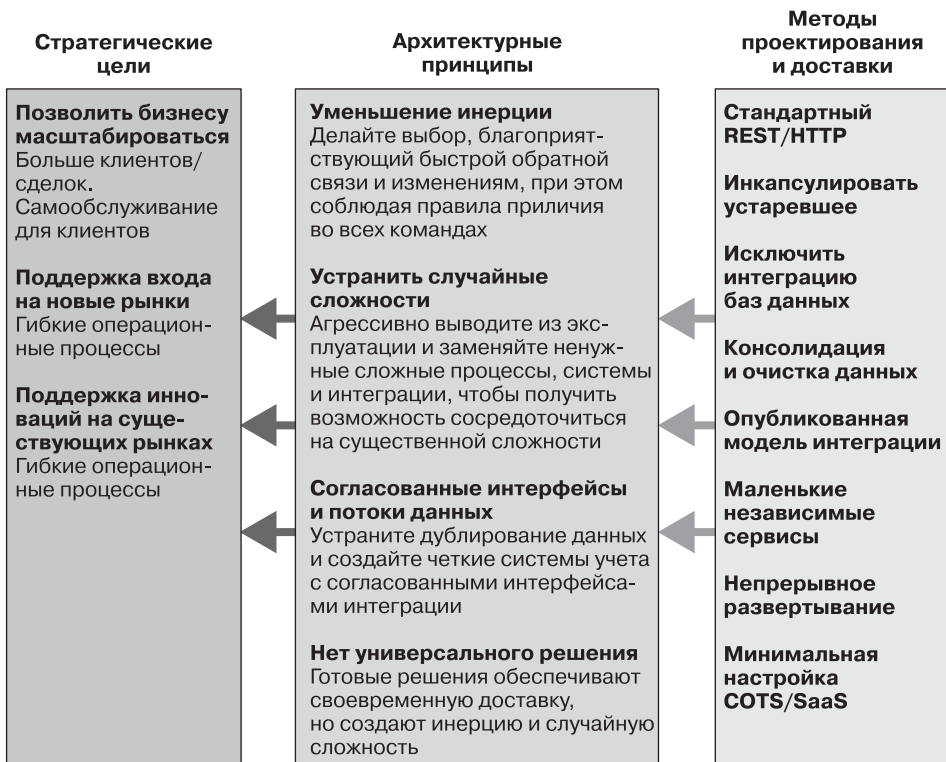 Стратегические
цели
Позволить бизнесу
масштабироваться
Больше клиентов/
сделок.
Самообслуживание
для клиентов
Поддержка входа
на новые рынки
Гибкие операцион-
ные процессы
Поддержка инно-
ваций на суще-
ствующих рынках
Гибкие операцион-
ные процессы
Архитектурные
принципы
Уменьшение инерции
Делайте выбор, благоприят-
ствующий быстрой обратной
связи и изменениям, при этом
соблюдая правила приличия
во всех командах
Устранить случайные
сложности
Агрессивно выводите из экс-
плуатации и заменяйте ненуж-
ные сложные процессы, системы
и интеграции, чтобы получить
возможность сосредоточиться
на существенной сложности
Согласованные интерфейсы
и потоки данных
Устраните дублирование данных
и создайте четкие системы учета
с согласованными интерфейса-
ми интеграции
Нет универсального решения
Готовые решения обеспечивают
своевременную доставку,
но создают инерцию и случайную
сложность
Методы
проектирования
и доставки
Стандартный
REST/HTTP
Инкапсулировать
устаревшее
Исключить
интеграцию
баз данных
Консолидация
и очистка данных
Опубликованная
модель интеграции
Маленькие
независимые
сервисы
Непрерывное
развертывание
Минимальная
настройка
COTS/SaaS